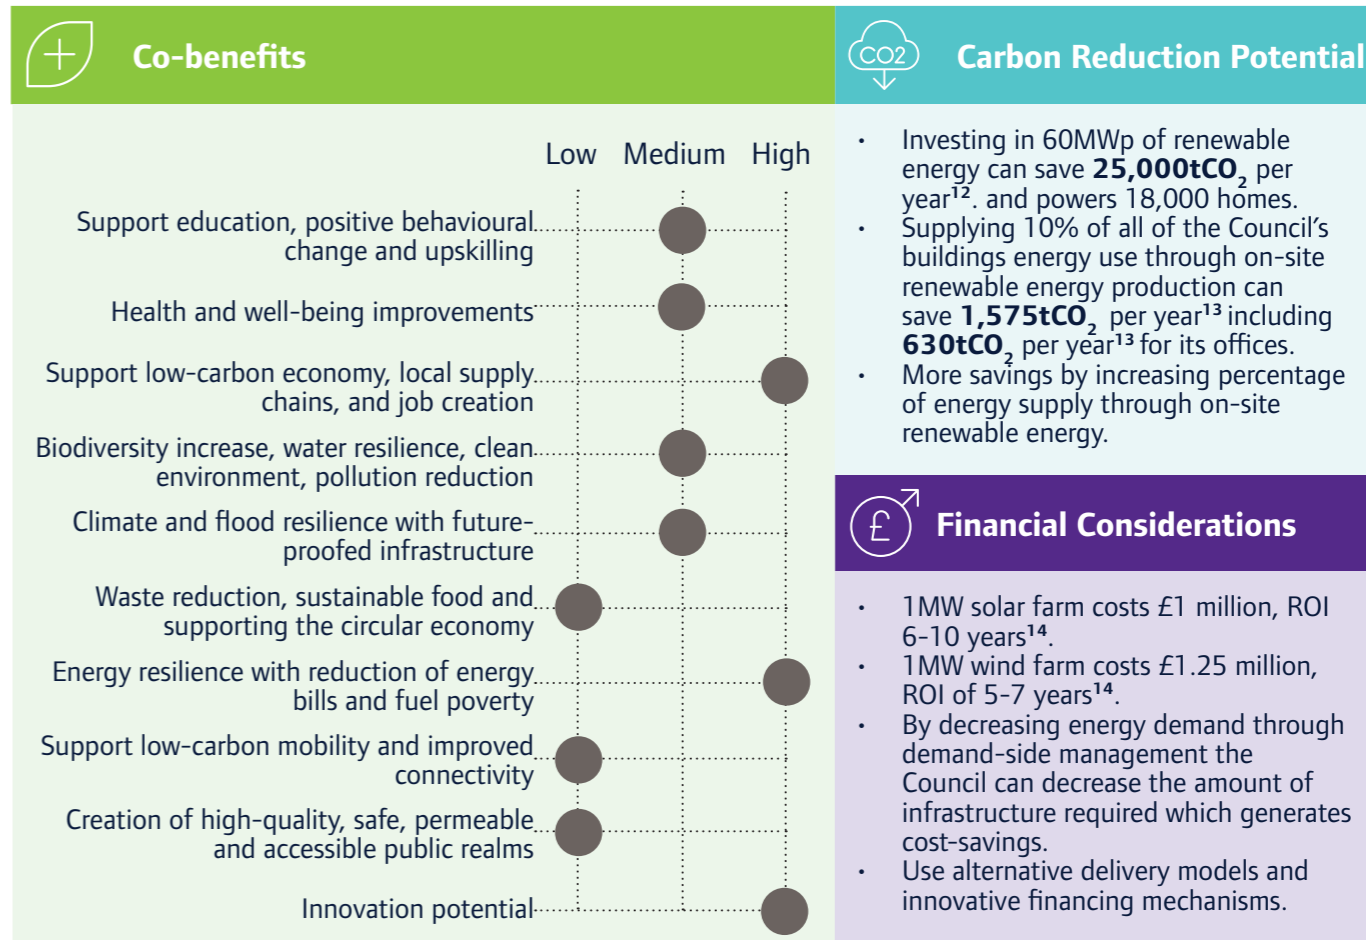 Co-benefits
Low Medium High
Support education, positive behavioural
change and upskilling
Health and well-being improvements
Support low-carbon economy, local supply
chains, and job creation
Biodiversity increase, water resilience, clean
environment, pollution reduction
Climate and flood resilience with future-
proofed infrastructure
Waste reduction, sustainable food and
supporting the circular economy
Energy resilience with reduction of energy
bills and fuel poverty
Support low-carbon mobility and improved
connectivity
Creation of high-quality, safe, permeable
and accessible public realms
Innovation potential
CO2
Carbon Reduction Potential
• Investing in 60MWp of renewable
energy can save 25,000tCO₂ per
year¹². and powers 18,000 homes.
• Supplying 10% of all of the Council’s
buildings energy use through on-site
renewable energy production can
save 1,575tCO₂ per year¹³ including
630tCO₂ per year¹³ for its offices.
• More savings by increasing percentage
of energy supply through on-site
renewable energy.
£
Financial Considerations
• 1MW solar farm costs £1 million, ROI
6-10 years¹⁴.
• 1MW wind farm costs £1.25 million,
ROI of 5-7 years¹⁴.
• By decreasing energy demand through
demand-side management the
Council can decrease the amount of
infrastructure required which generates
cost-savings.
• Use alternative delivery models and
innovative financing mechanisms.